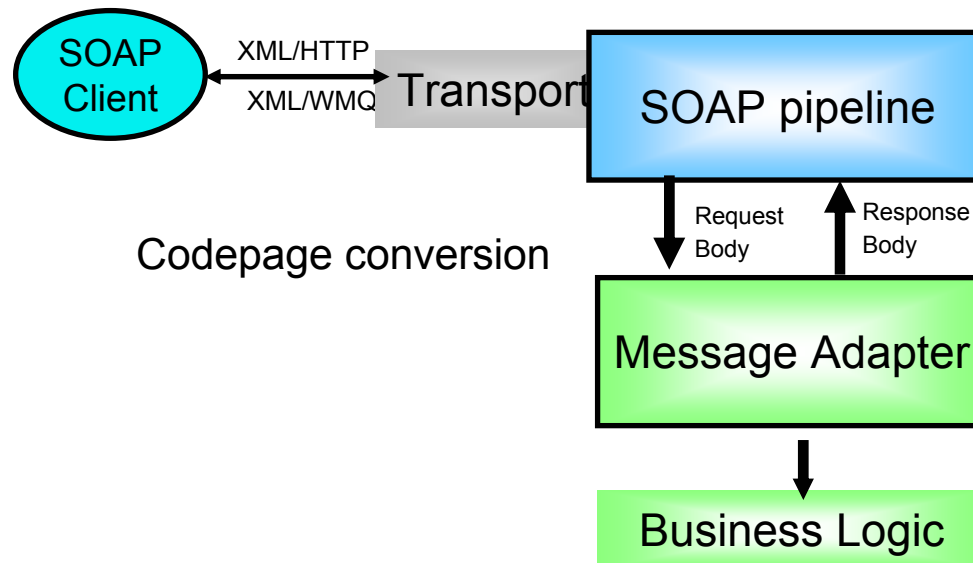 SOAP
Client
XML/HTTP
XML/WMQ
Transport
SOAP pipeline
Request
Body
Response
Body
Codepage conversion
Message Adapter
Business Logic